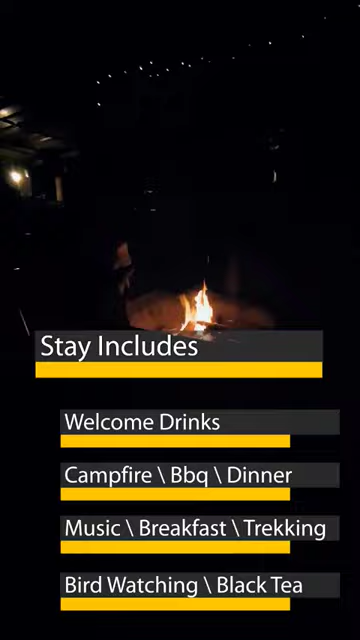 Stay Includes
Welcome Drinks
Campfire \ Bbq \ Dinner
Music \ Breakfast \ Trekking
Bird Watching \ Black Tea